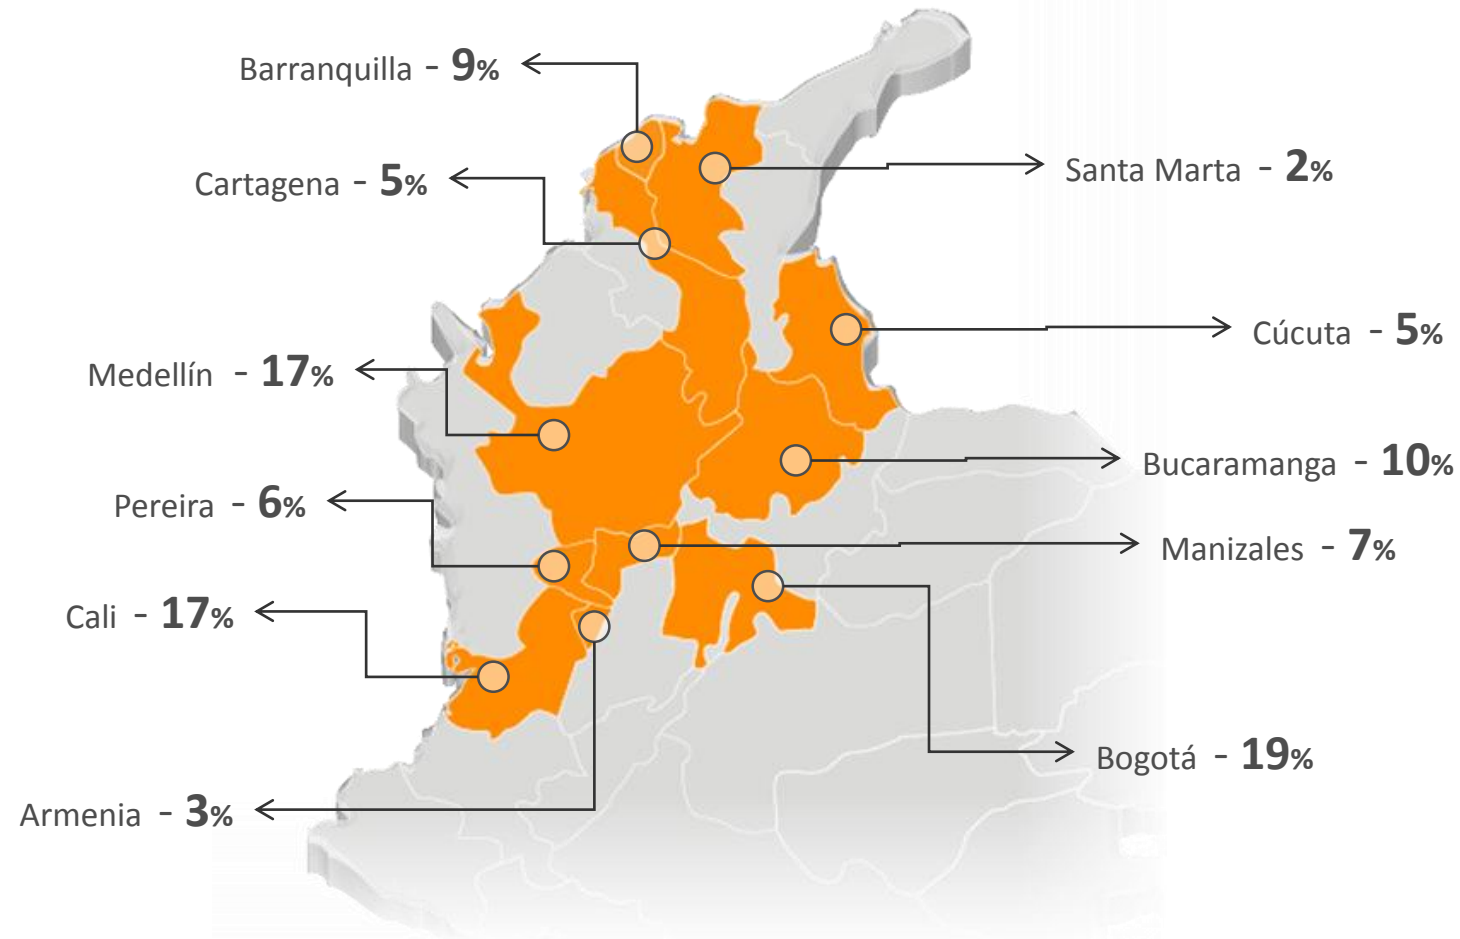 Barranquilla - 9%
Cartagena - 5%
Santa Marta - 2%
Cúcuta - 5%
Medellín - 17%
Bucaramanga - 10%
Pereira - 6%
Manizales - 7%
Cali - 17%
Bogotá - 19%
Armenia - 3%